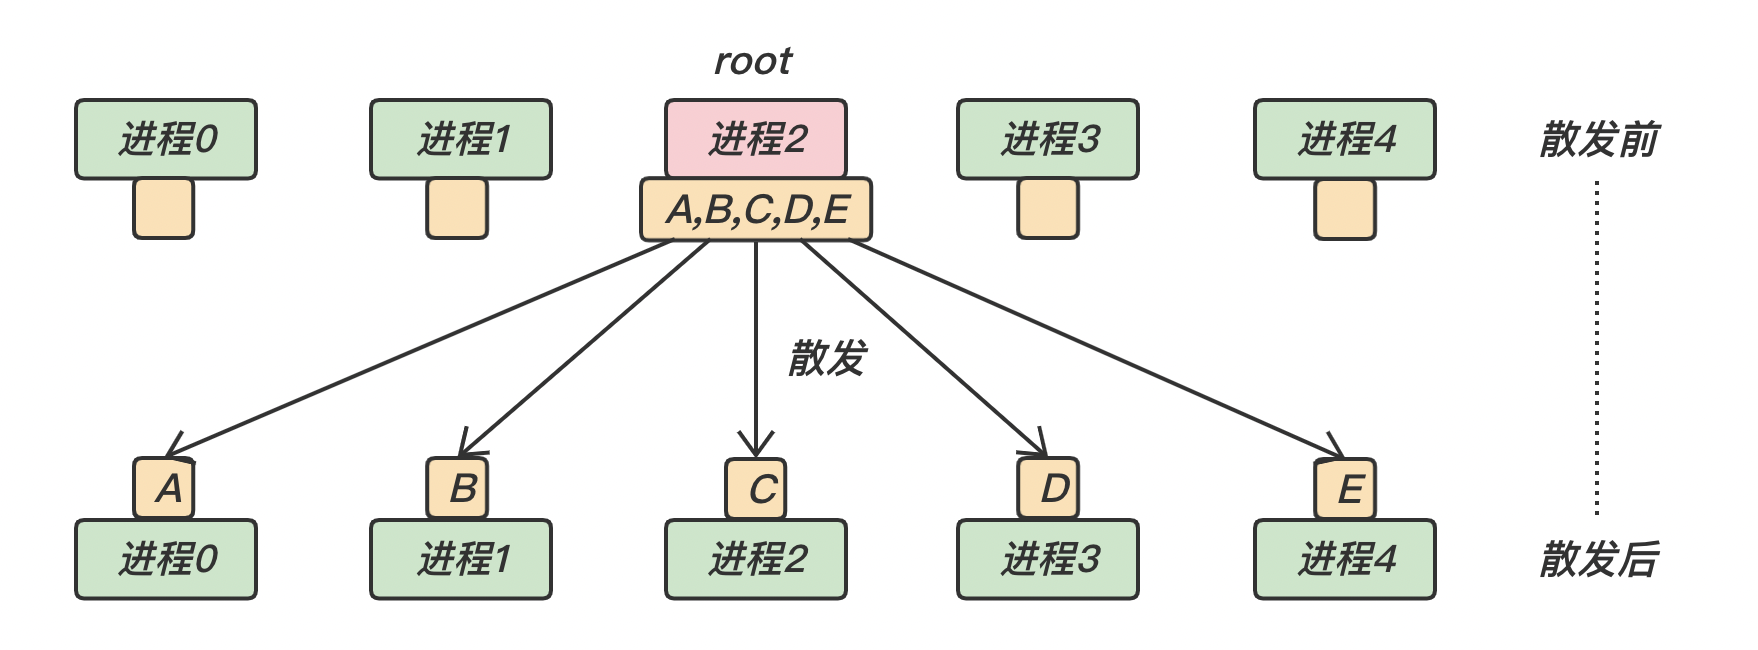 root
进程0 进程1 进程2 进程3 进程4 散发前
A,B,C,D,E
散发
A B C D E
进程0 进程1 进程2 进程3 进程4 散发后